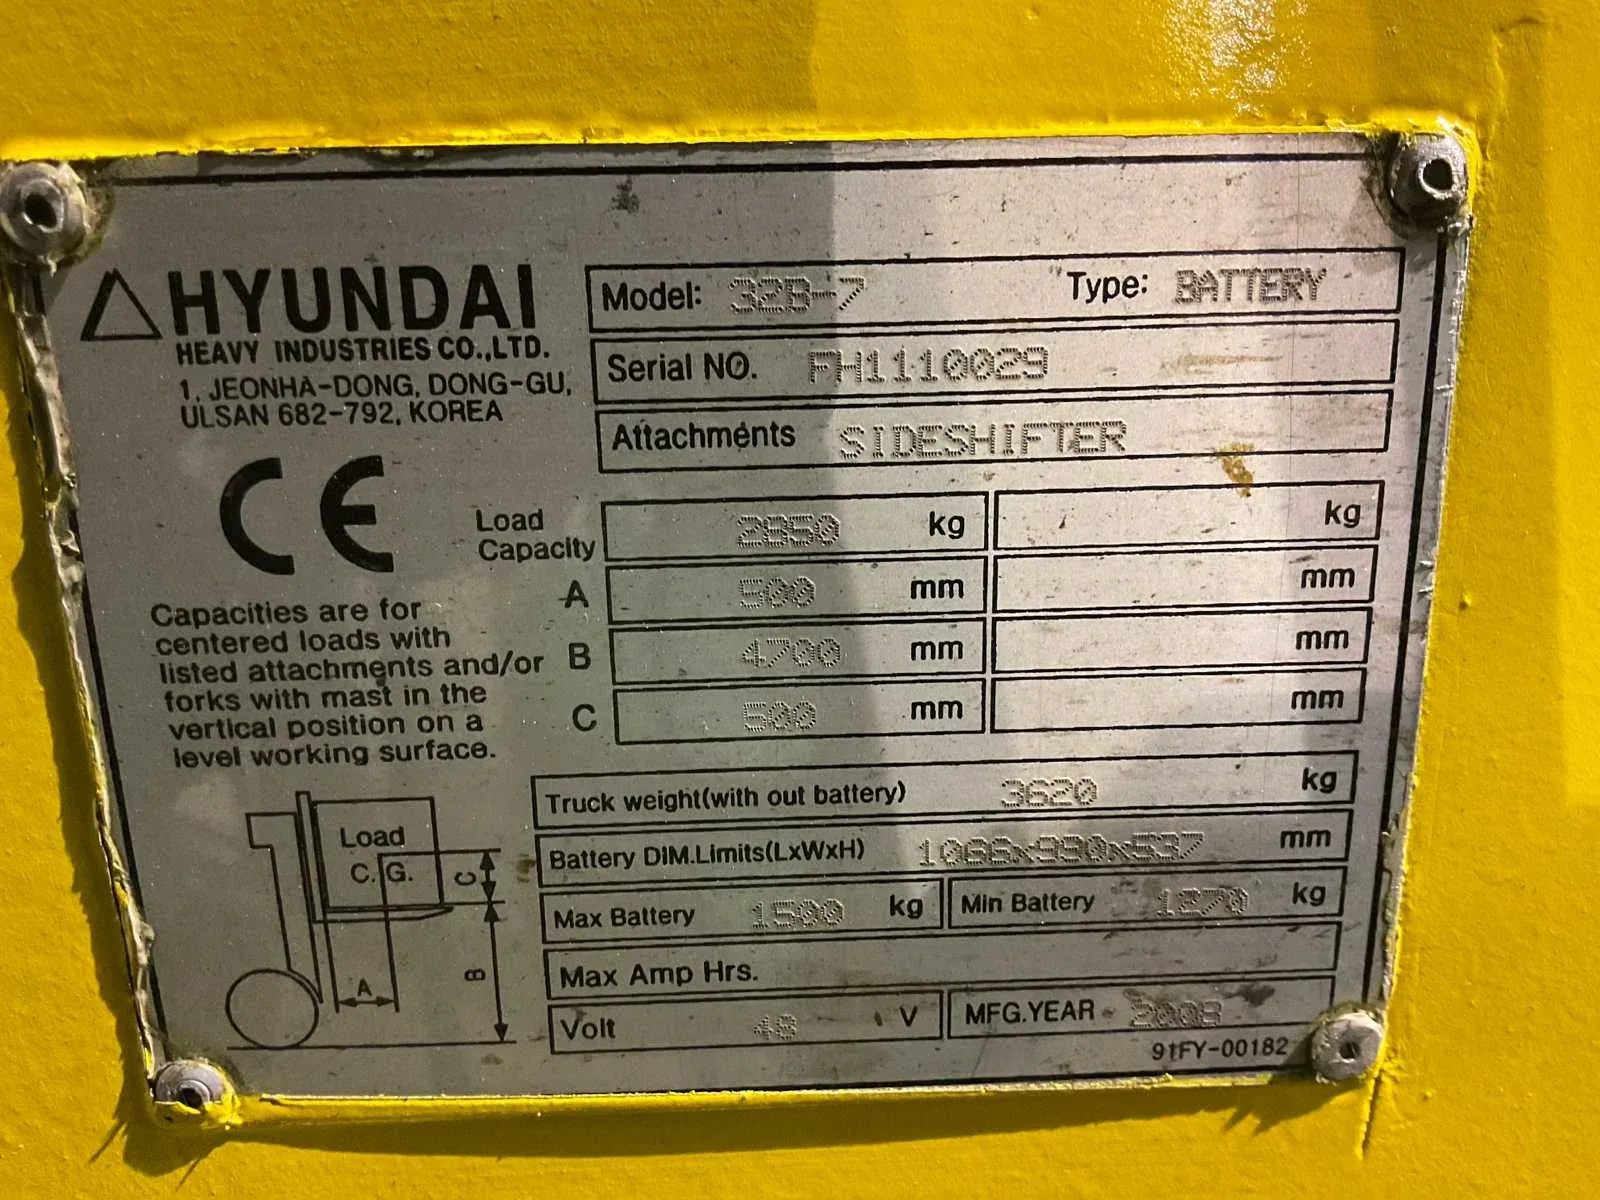 HYUNDAI
HEAVY INDUSTRIES CO.,LTD.
1, JEONHA-DONG, DONG-GU,
ULSAN 682-792, KOREA
CE
Capacities are for
centered loads with
listed attachments and/or
forks with mast in the
vertical position on a
level working surface.
Model: 32B-7 Type: BATTERY
Serial NO. FH1110029
Attachments SIDESHIFTER
Load Capacity 2850 kg kg
A 500 mm mm
B 4700 mm mm
C 500 mm mm
Truck weight(with out battery) 3620 kg
Battery DIM.Limits(LxWxH) 1066x990x537 mm
Max Battery 1500 kg Min Battery 1270 kg
Max Amp Hrs.
Volt 48 V MFG.YEAR 2008
91FY-00182
Load
C.G.
C
A
B